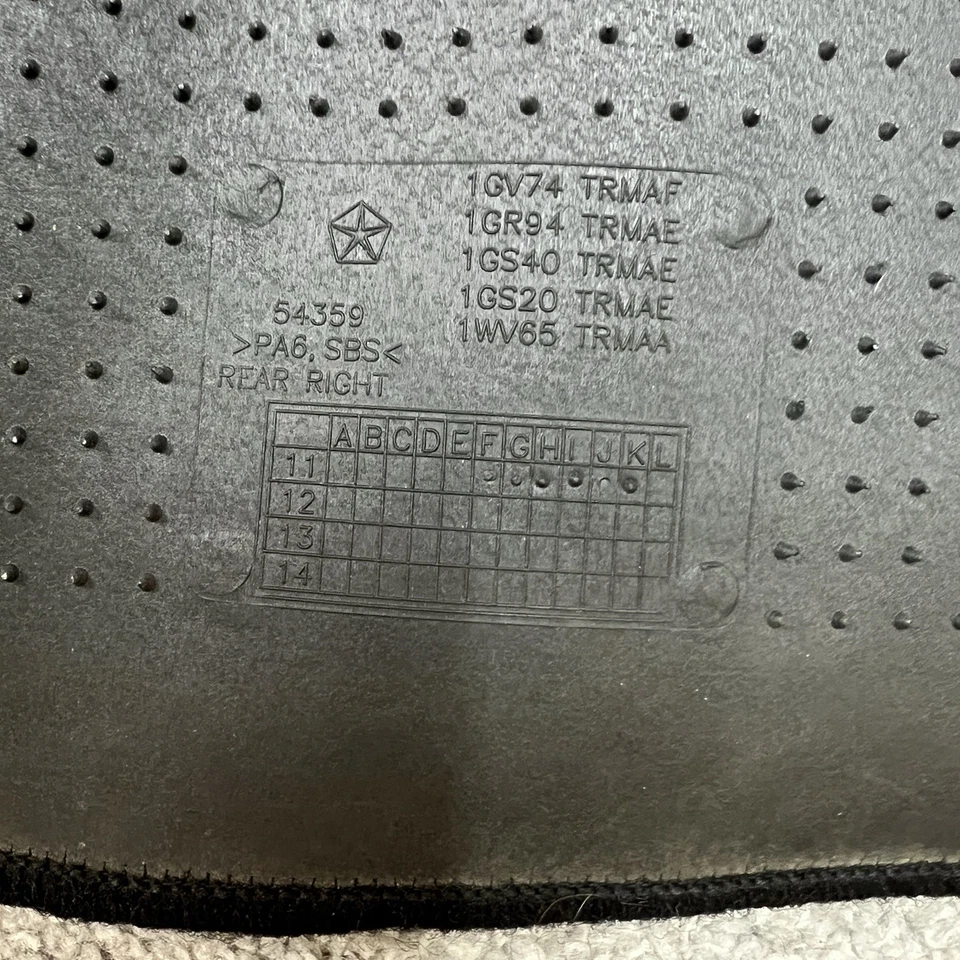 1GV74 TRMAF
1GR94 TRMAE
1GS40 TRMAE
1GS20 TRMAE
1WV65 TRMAA
54359
>PA6, SBS<
REAR RIGHT
A B C D E F G H I J K L
11
12
13
14